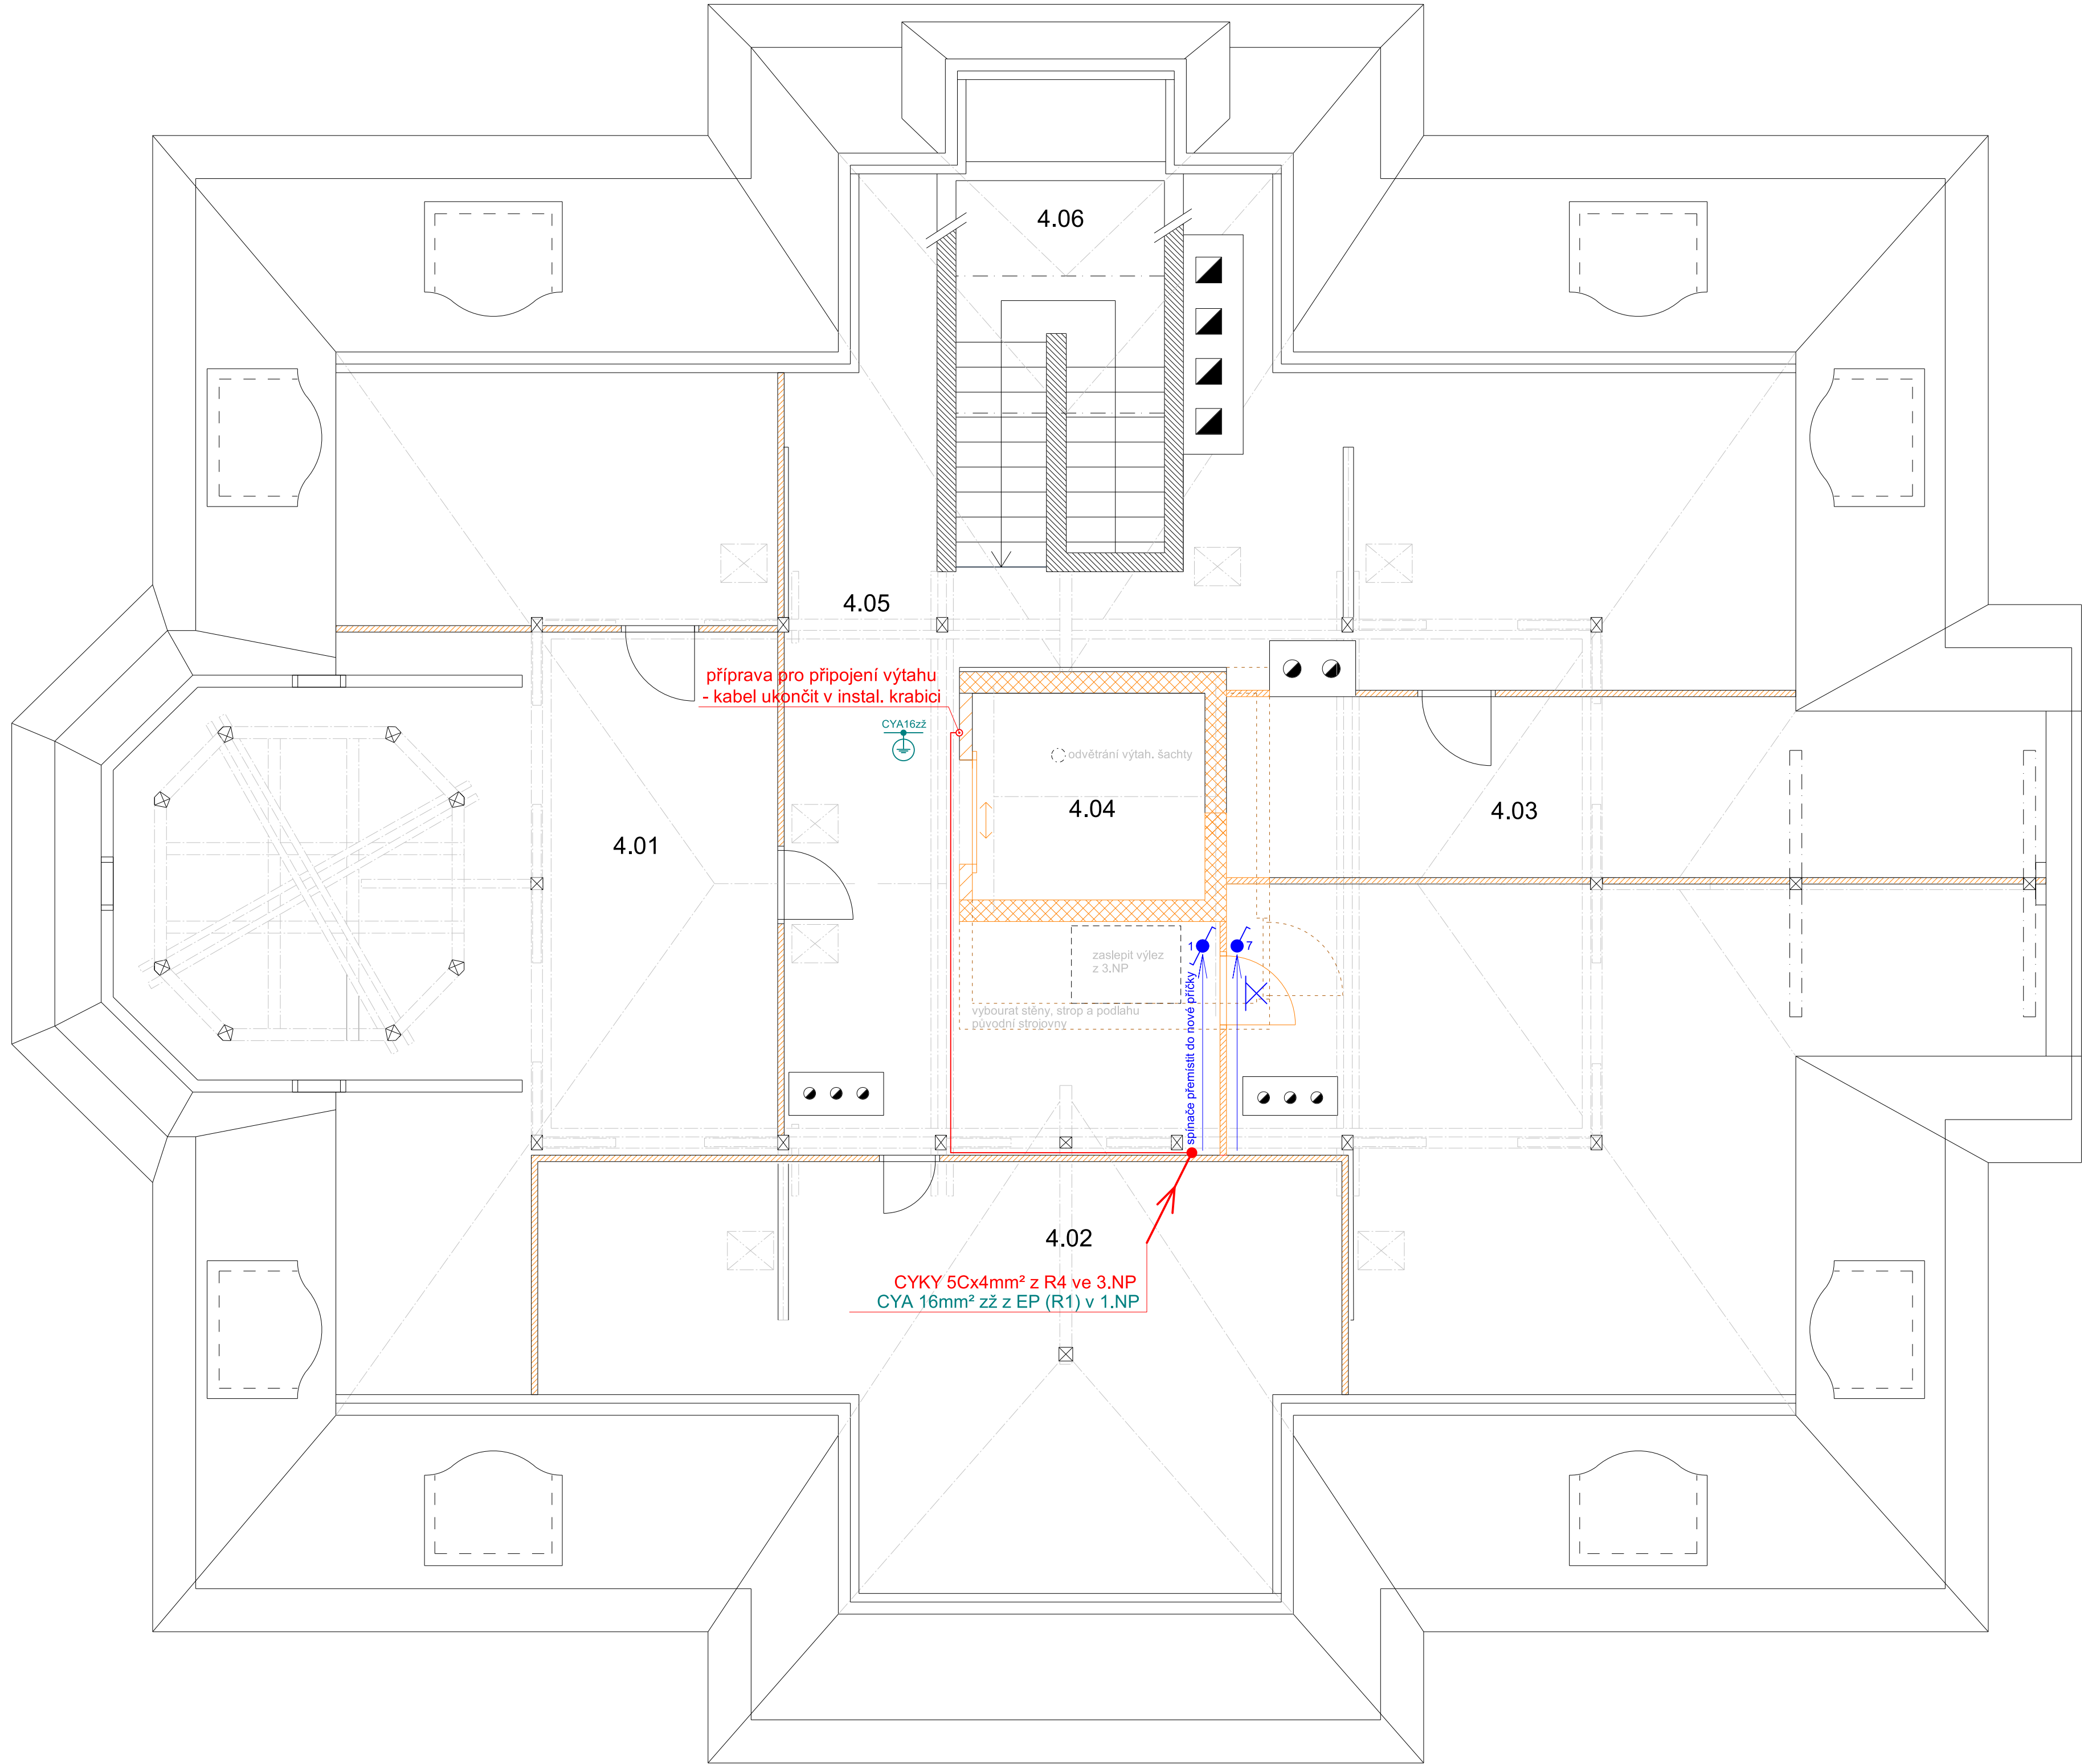 4.06
4.05
příprava pro připojení výtahu
- kabel ukončit v instal. krabici
CYA16zž
odvětrání výtah. šachty
4.04
4.03
4.01
1
7
zaslepit výlez
z 3.NP
spínače přemístit do nové příčky
vybourat stěny, strop a podlahu
původní strojovny
4.02
CYKY 5Cx4mm² z R4 ve 3.NP
CYA 16mm² zž z EP (R1) v 1.NP